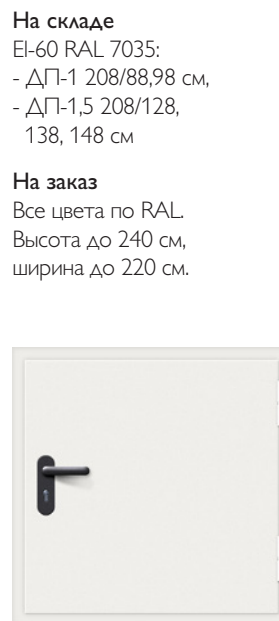 На складе
EI-60 RAL 7035:
- ДП-1 208/88,98 см,
- ДП-1,5 208/128,
138, 148 см
На заказ
Все цвета по RAL.
Высота до 240 см,
ширина до 220 см.